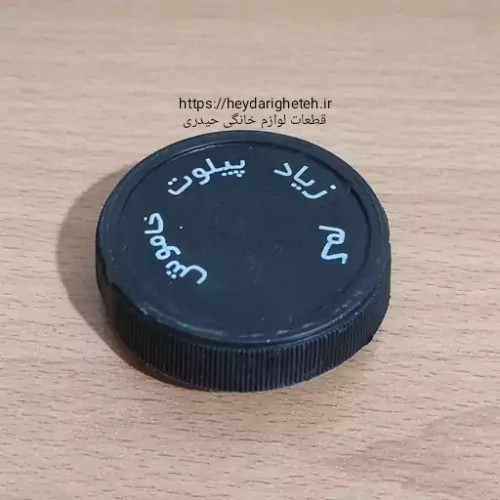 https://heydarigheteh.ir
قطعات لوازم خانگی حیدری
خاموش
پیلوت
زیاد
کم